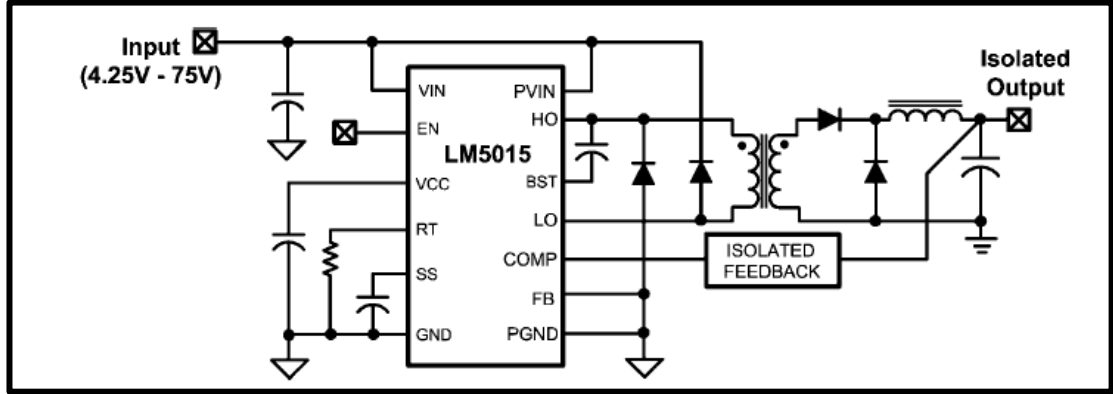 Input
(4.25V - 75V)
Isolated
Output
VIN
PVIN
EN
HO
LM5015
BST
VCC
LO
RT
COMP
ISOLATED
FEEDBACK
SS
FB
GND
PGND